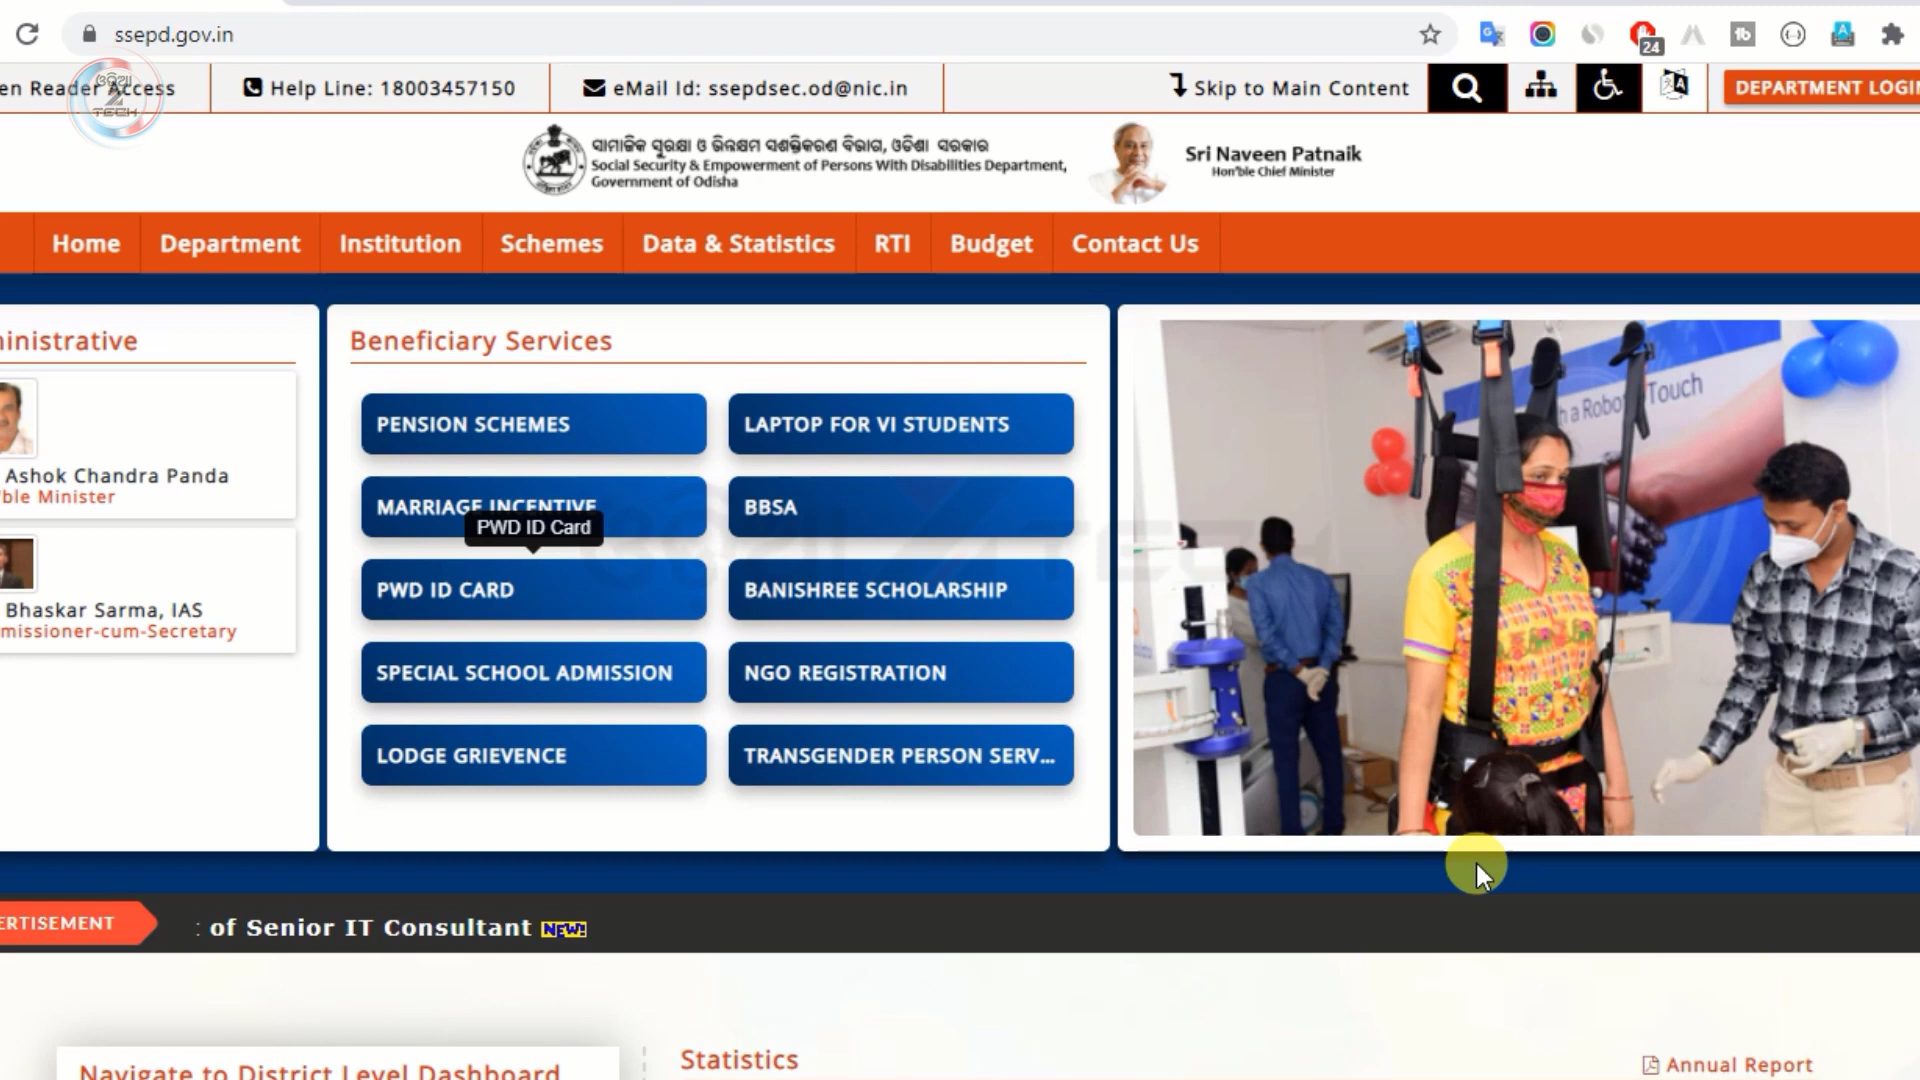 ssepd.gov.in
24
en Reader Access
Help Line: 18003457150
eMail Id: ssepdsec.od@nic.in
Skip to Main Content
DEPARTMENT LOGIN
ଓଡ଼ିଆ
TECH
ସାମାଜିକ ସୁରକ୍ଷା ଓ ଭିନ୍ନକ୍ଷମ ସଶକ୍ତିକରଣ ବିଭାଗ, ଓଡିଶା ସରକାର
Social Security & Empowerment of Persons With Disabilities Department,
Government of Odisha
Sri Naveen Patnaik
Hon'ble Chief Minister
Home
Department
Institution
Schemes
Data & Statistics
RTI
Budget
Contact Us
inistrative
Ashok Chandra Panda
'ble Minister
Bhaskar Sarma, IAS
missioner-cum-Secretary
Beneficiary Services
PENSION SCHEMES
LAPTOP FOR VI STUDENTS
MARRIAGE INCENTIVE
BBSA
PWD ID Card
PWD ID CARD
BANISHREE SCHOLARSHIP
SPECIAL SCHOOL ADMISSION
NGO REGISTRATION
LODGE GRIEVENCE
TRANSGENDER PERSON SERV...
a Robo Touch
ERTISEMENT
: of Senior IT Consultant NEW!
Navigate to District Level Dashboard
Statistics
Annual Report